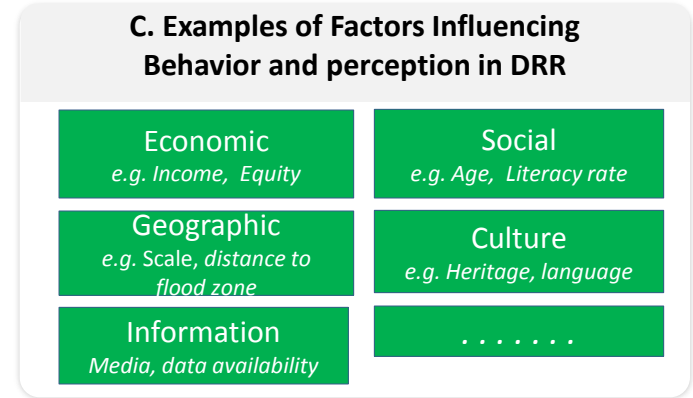 C. Examples of Factors Influencing
Behavior and perception in DRR
Economic
e.g. Income, Equity
Social
e.g. Age, Literacy rate
Geographic
e.g. Scale, distance to
flood zone
Culture
e.g. Heritage, language
Information
Media, data availability
. . . . . . .